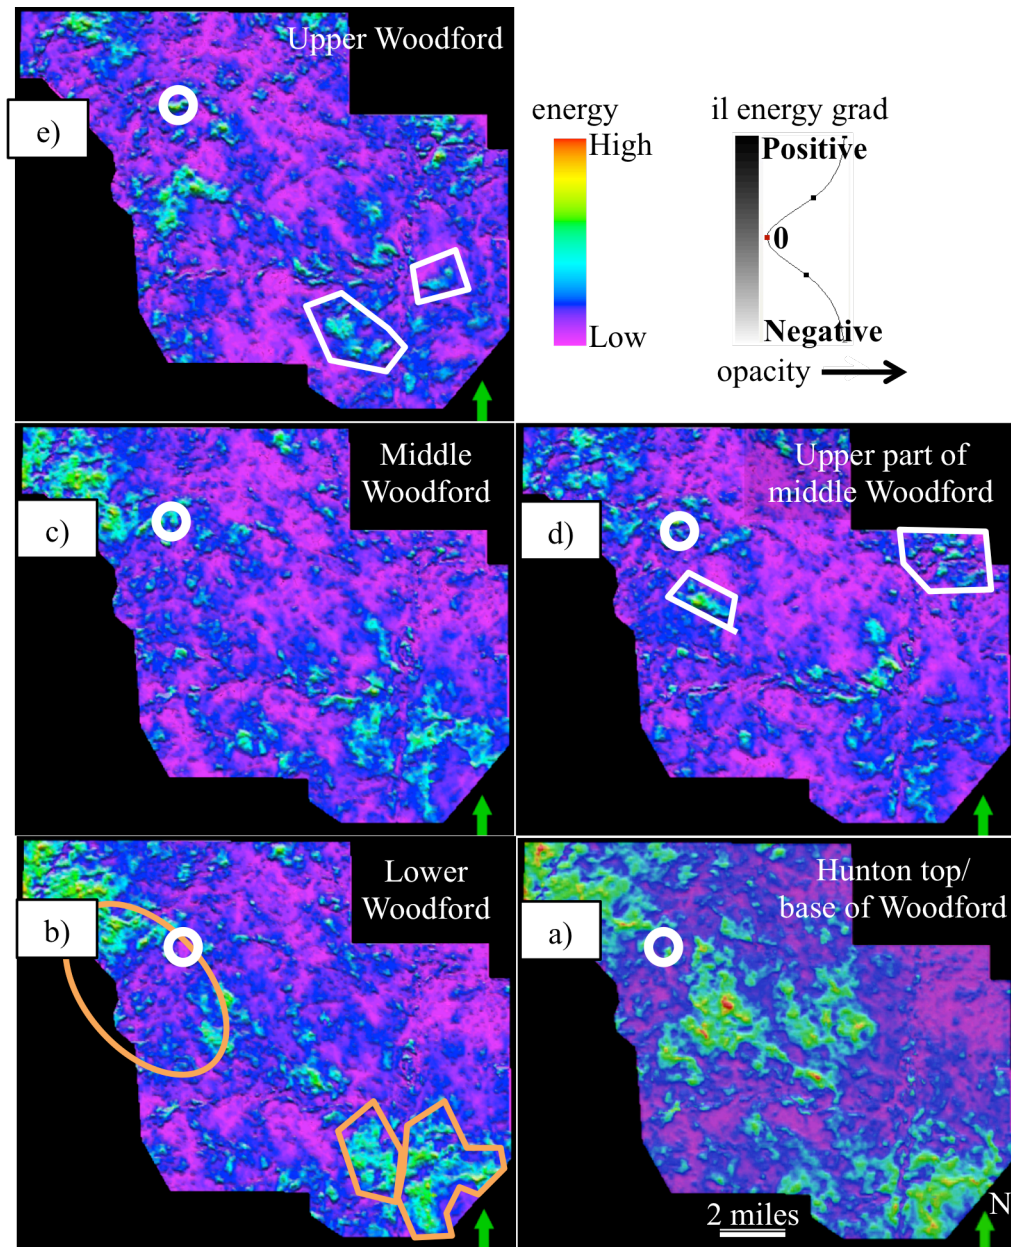 Upper Woodford
e)
energy
High
Low
il energy grad
Positive
0
Negative
opacity
Middle
Woodford
c)
Upper part of
middle Woodford
d)
Lower
Woodford
b)
Hunton top/
base of Woodford
a)
2 miles
N